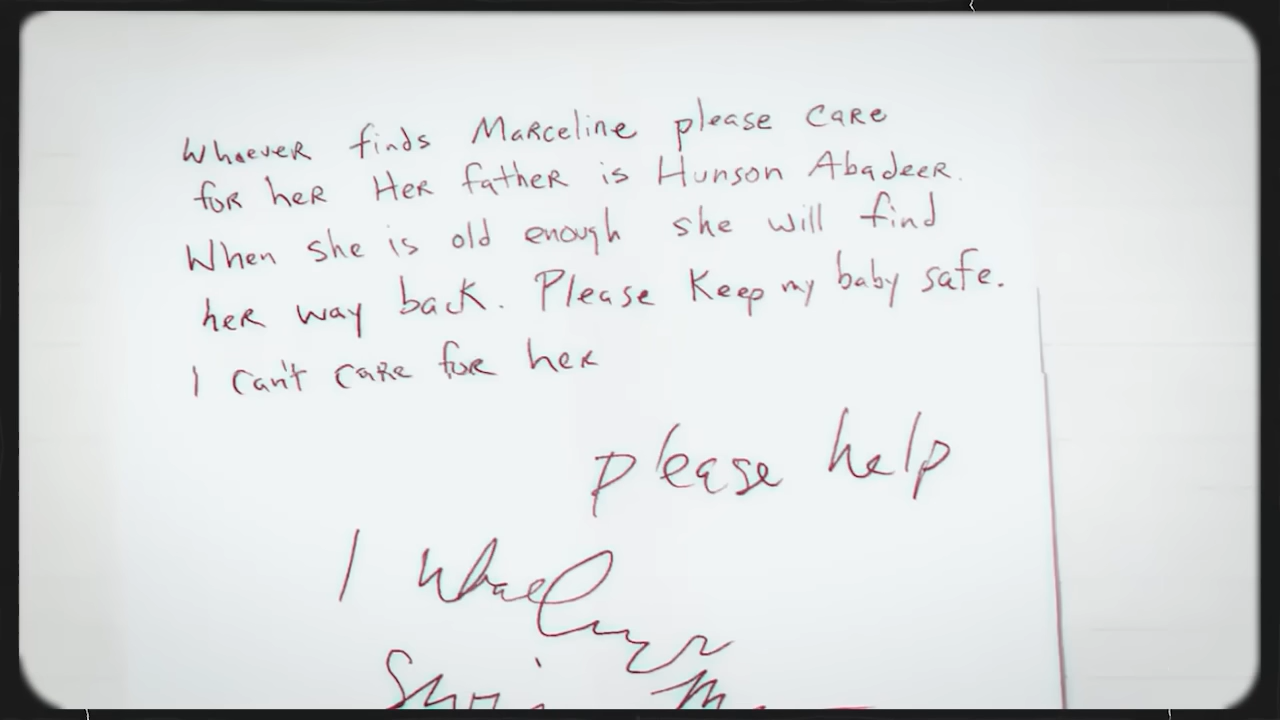 Whaever finds Marceline please care
for her Her father is Hunson Abadeer.
When she is old enough she will find
her way back. Please Keep my baby safe.
I can't care for her
please help
I